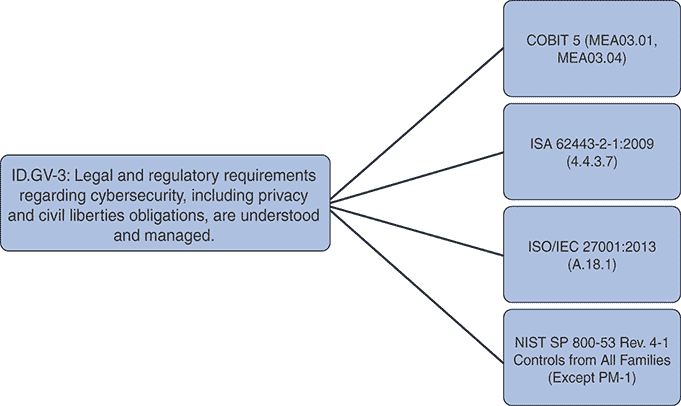 COBIT 5 (MEA03.01,
MEA03.04)
ISA 62443-2-1:2009
(4.4.3.7)
ID.GV-3: Legal and regulatory requirements
regarding cybersecurity, including privacy
and civil liberties obligations, are understood
and managed.
ISO/IEC 27001:2013
(A.18.1)
NIST SP 800-53 Rev. 4-1
Controls from All Families
(Except PM-1)